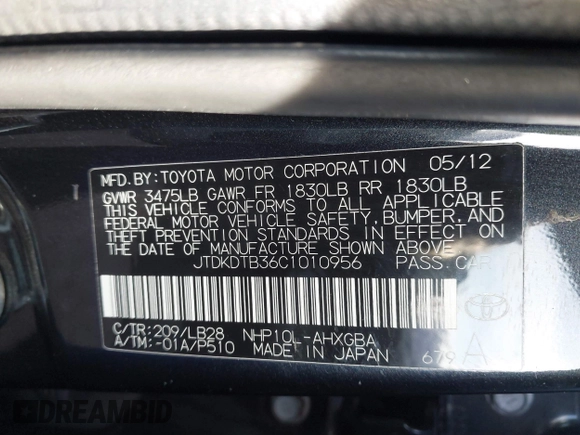 MFD.BY:TOYOTA MOTOR CORPORATION 05/12
GVWR 3475LB GAWR FR 1830LB RR 1830LB
THIS VEHICLE CONFORMS TO ALL APPLICABLE
FEDERAL MOTOR VEHICLE SAFETY, BUMPER, AND
THEFT PREVENTION STANDARDS IN EFFECT ON
THE DATE OF MANUFACTURE SHOWN ABOVE.
JTDKDTB36C1010956 PASS. CAR
C/TR:209/LB28 NHP10L-AHXGBA
A/TM:-01A/P510 MADE IN JAPAN 679 A
DREAMBID